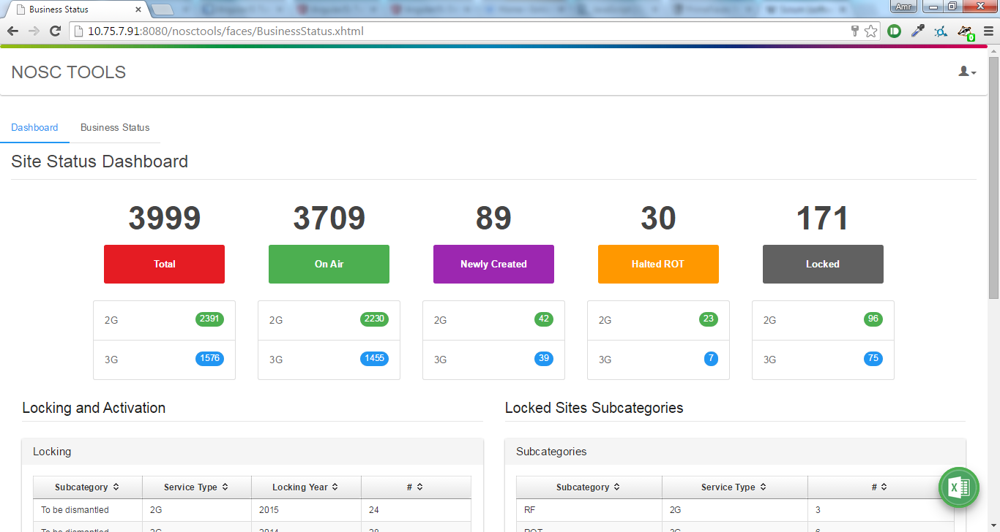 Business Status
Amr
10.75.7.91:8080/nosctools/faces/BusinessStatus.xhtml
0
NOSC TOOLS
Dashboard Business Status
Site Status Dashboard
3999 3709 89 30 171
Total On Air Newly Created Halted ROT Locked
2G 2391 2G 2230 2G 42 2G 23 2G 96
3G 1576 3G 1455 3G 39 3G 7 3G 75
Locking and Activation Locked Sites Subcategories
Locking Subcategories
Subcategory Service Type Locking Year # Subcategory Service Type #
To be dismantled 2G 2015 24 RF 2G 3
To be dismantled 2G 2014 28 ROT